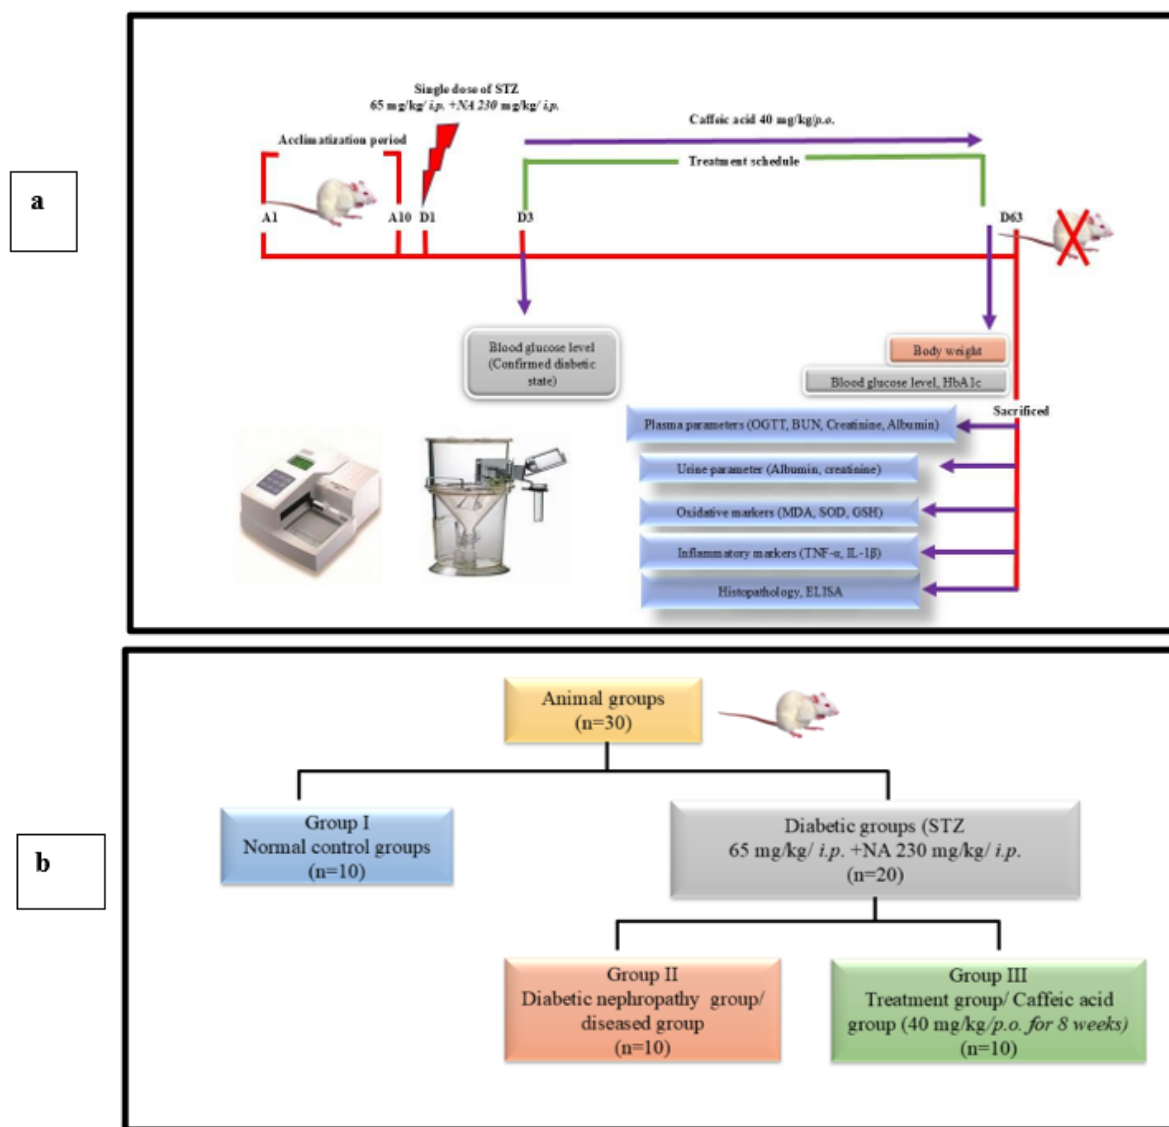 a
Single dose of STZ
65 mg/kg/ i.p. +NA 230 mg/kg/ i.p.
Acclimatization period
Caffeic acid 40 mg/kg/p.o.
Treatment schedule
A1
A10
D1
D3
D63
Blood glucose level
(Confirmed diabetic
state)
Body weight
Blood glucose level, HbA1c
Sacrificed
Plasma parameters (OGTT, BUN, Creatinine, Albumin)
Urine parameter (Albumin, creatinine)
Oxidative markers (MDA, SOD, GSH)
Inflammatory markers (TNF-α, IL-1β)
Histopathology, ELISA
b
Animal groups
(n=30)
Group I
Normal control groups
(n=10)
Diabetic groups (STZ
65 mg/kg/ i.p. +NA 230 mg/kg/ i.p.
(n=20)
Group II
Diabetic nephropathy group/
diseased group
(n=10)
Group III
Treatment group/ Caffeic acid
group (40 mg/kg/p.o. for 8 weeks)
(n=10)